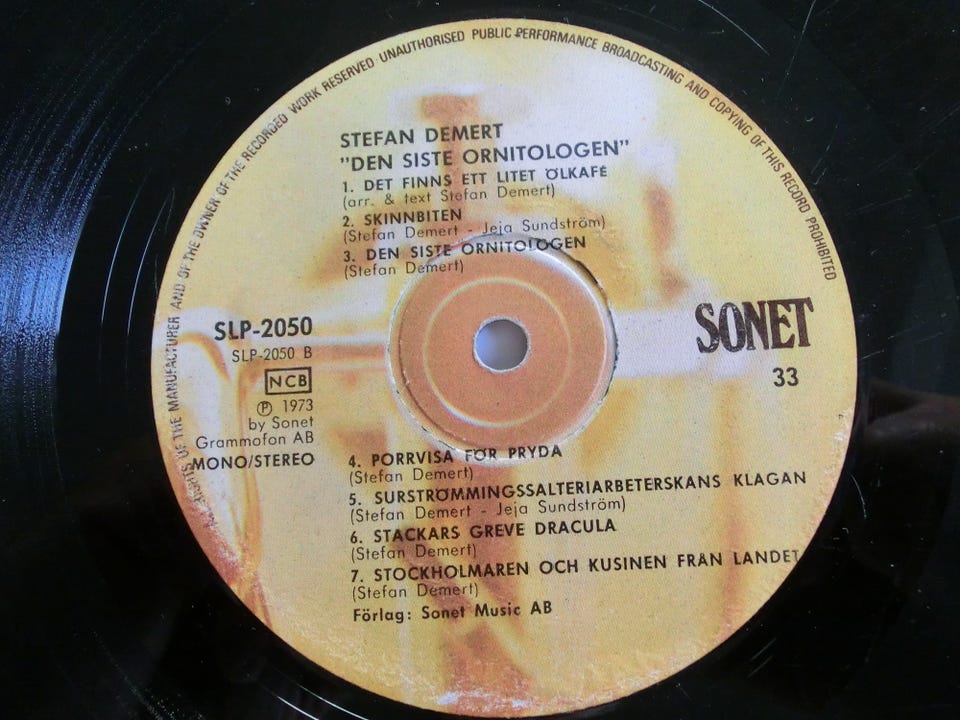 RIGHTS OF THE MANUFACTURER AND OF THE OWNER OF THE RECORDED WORK RESERVED UNAUTHORISED PUBLIC PERFORMANCE BROADCASTING AND COPYING OF THIS RECORD PROHIBITED
STEFAN DEMERT
"DEN SISTE ORNITOLOGEN"
1. DET FINNS ETT LITET ÖLKAFÉ
(arr. & text Stefan Demert)
2. SKINNBITEN
(Stefan Demert - Jeja Sundström)
3. DEN SISTE ORNITOLOGEN
(Stefan Demert)
SLP-2050
SLP-2050 B
NCB
Ⓟ 1973
by Sonet
Grammofon AB
MONO/STEREO
SONET
33
4. PORRVISA FÖR PRYDA
(Stefan Demert)
5. SURSTRÖMMINGSSALTERIARBETERSKANS KLAGAN
(Stefan Demert - Jeja Sundström)
6. STACKARS GREVE DRACULA
(Stefan Demert)
7. STOCKHOLMAREN OCH KUSINEN FRÅN LANDET
(Stefan Demert)
Förlag: Sonet Music AB